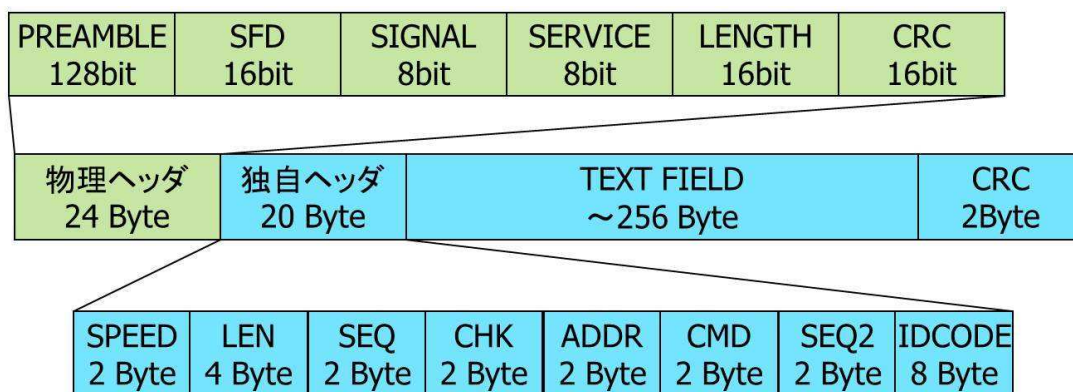 PREAMBLE SFD SIGNAL SERVICE LENGTH CRC
128bit 16bit 8bit 8bit 16bit 16bit
物理ヘッダ 独自ヘッダ TEXT FIELD CRC
24 Byte 20 Byte ～256 Byte 2Byte
SPEED LEN SEQ CHK ADDR CMD SEQ2 IDCODE
2 Byte 4 Byte 2 Byte 2 Byte 2 Byte 2 Byte 2 Byte 8 Byte